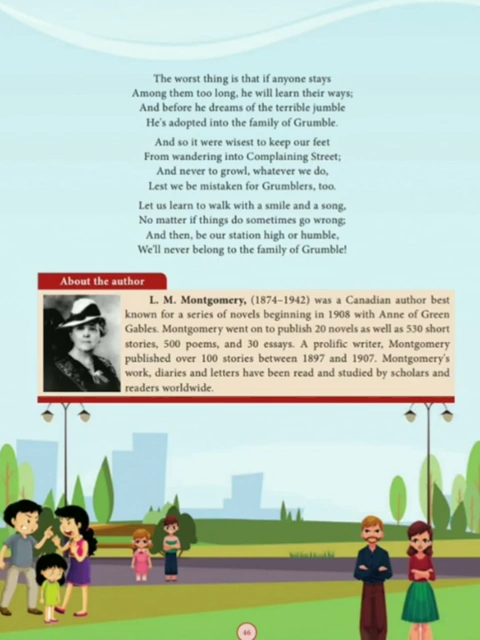 The worst thing is that if anyone stays
Among them too long, he will learn their ways;
And before he dreams of the terrible jumble
He's adopted into the family of Grumble.
And so it were wisest to keep our feet
From wandering into Complaining Street;
And never to growl, whatever we do,
Lest we be mistaken for Grumblers, too.
Let us learn to walk with a smile and a song,
No matter if things do sometimes go wrong;
And then, be our station high or humble,
We'll never belong to the family of Grumble!
About the author
L. M. Montgomery, (1874–1942) was a Canadian author best
known for a series of novels beginning in 1908 with Anne of Green
Gables. Montgomery went on to publish 20 novels as well as 530 short
stories, 500 poems, and 30 essays. A prolific writer, Montgomery
published over 100 stories between 1897 and 1907. Montgomery's
work, diaries and letters have been read and studied by scholars and
readers worldwide.
46